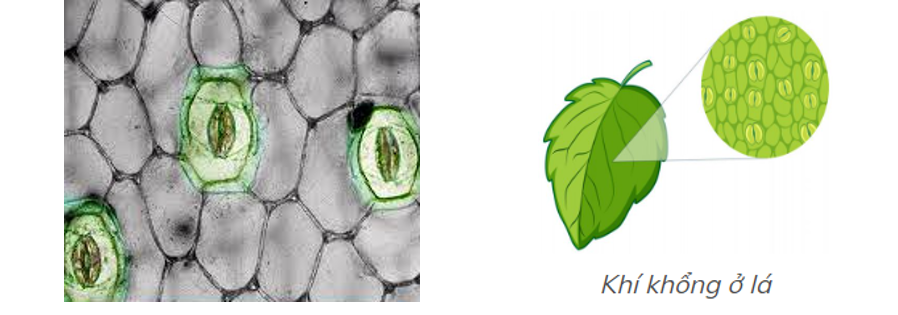 Khí khổng ở lá